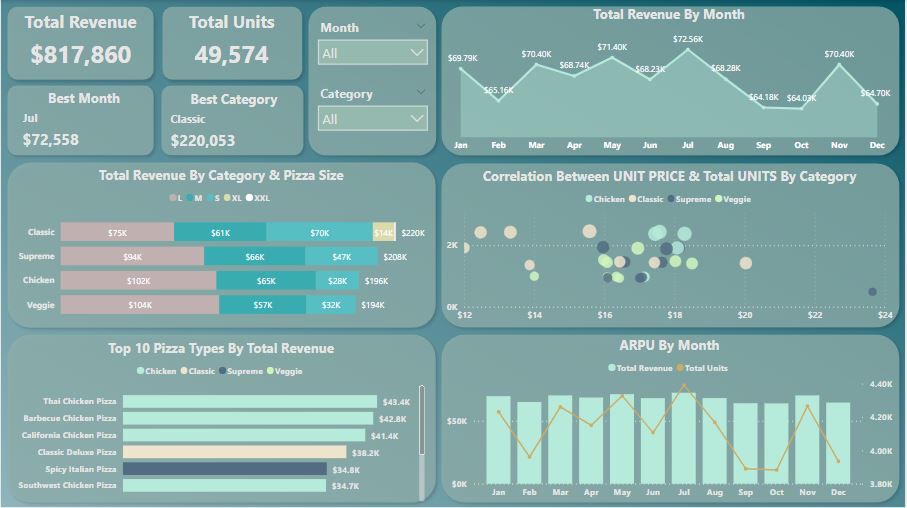 Total Revenue
$817,860
Total Units
49,574
Month
All
Category
All
Best Month
Jul
$72,558
Best Category
Classic
$220,053
Total Revenue By Month
$69.79K
$65.16K
$70.40K
$68.74K
$71.40K
$68.23K
$72.56K
$68.28K
$64.18K
$64.03K
$70.40K
$64.70K
Jan Feb Mar Apr May Jun Jul Aug Sep Oct Nov Dec
Total Revenue By Category & Pizza Size
L M S XL XXL
Classic $75K $61K $70K $14K $220K
Supreme $94K $66K $47K $208K
Chicken $102K $65K $28K $196K
Veggie $104K $57K $32K $194K
Correlation Between UNIT PRICE & Total UNITS By Category
Chicken Classic Supreme Veggie
2K
0K
$12 $14 $16 $18 $20 $22 $24
Top 10 Pizza Types By Total Revenue
Chicken Classic Supreme Veggie
Thai Chicken Pizza $43.4K
Barbecue Chicken Pizza $42.8K
California Chicken Pizza $41.4K
Classic Deluxe Pizza $38.2K
Spicy Italian Pizza $34.8K
Southwest Chicken Pizza $34.7K
ARPU By Month
Total Revenue Total Units
$50K
$0K
4.40K
4.20K
4.00K
3.80K
Jan Feb Mar Apr May Jun Jul Aug Sep Oct Nov Dec